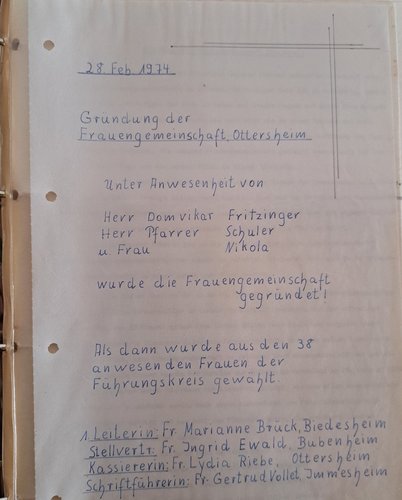 28. Feb. 1974
Gründung der
Frauengemeinschaft, Ottersheim
Unter Anwesenheit von
Herr Domvikar Fritzinger
Herr Pfarrer Schuler
u. Frau Nikola
wurde die Frauengemeinschaft
gegründet!
Als dann wurde aus den 38
anwesenden Frauen der
Führungskreis gewählt.
1. Leiterin: Fr. Marianne Brück, Biedesheim
Stellvertr: Fr. Ingrid Ewald, Bubenheim
Kassiererin: Fr. Lydia Riebe, Ottersheim
Schriftführerin: Fr. Gertrud Vollet, Immesheim